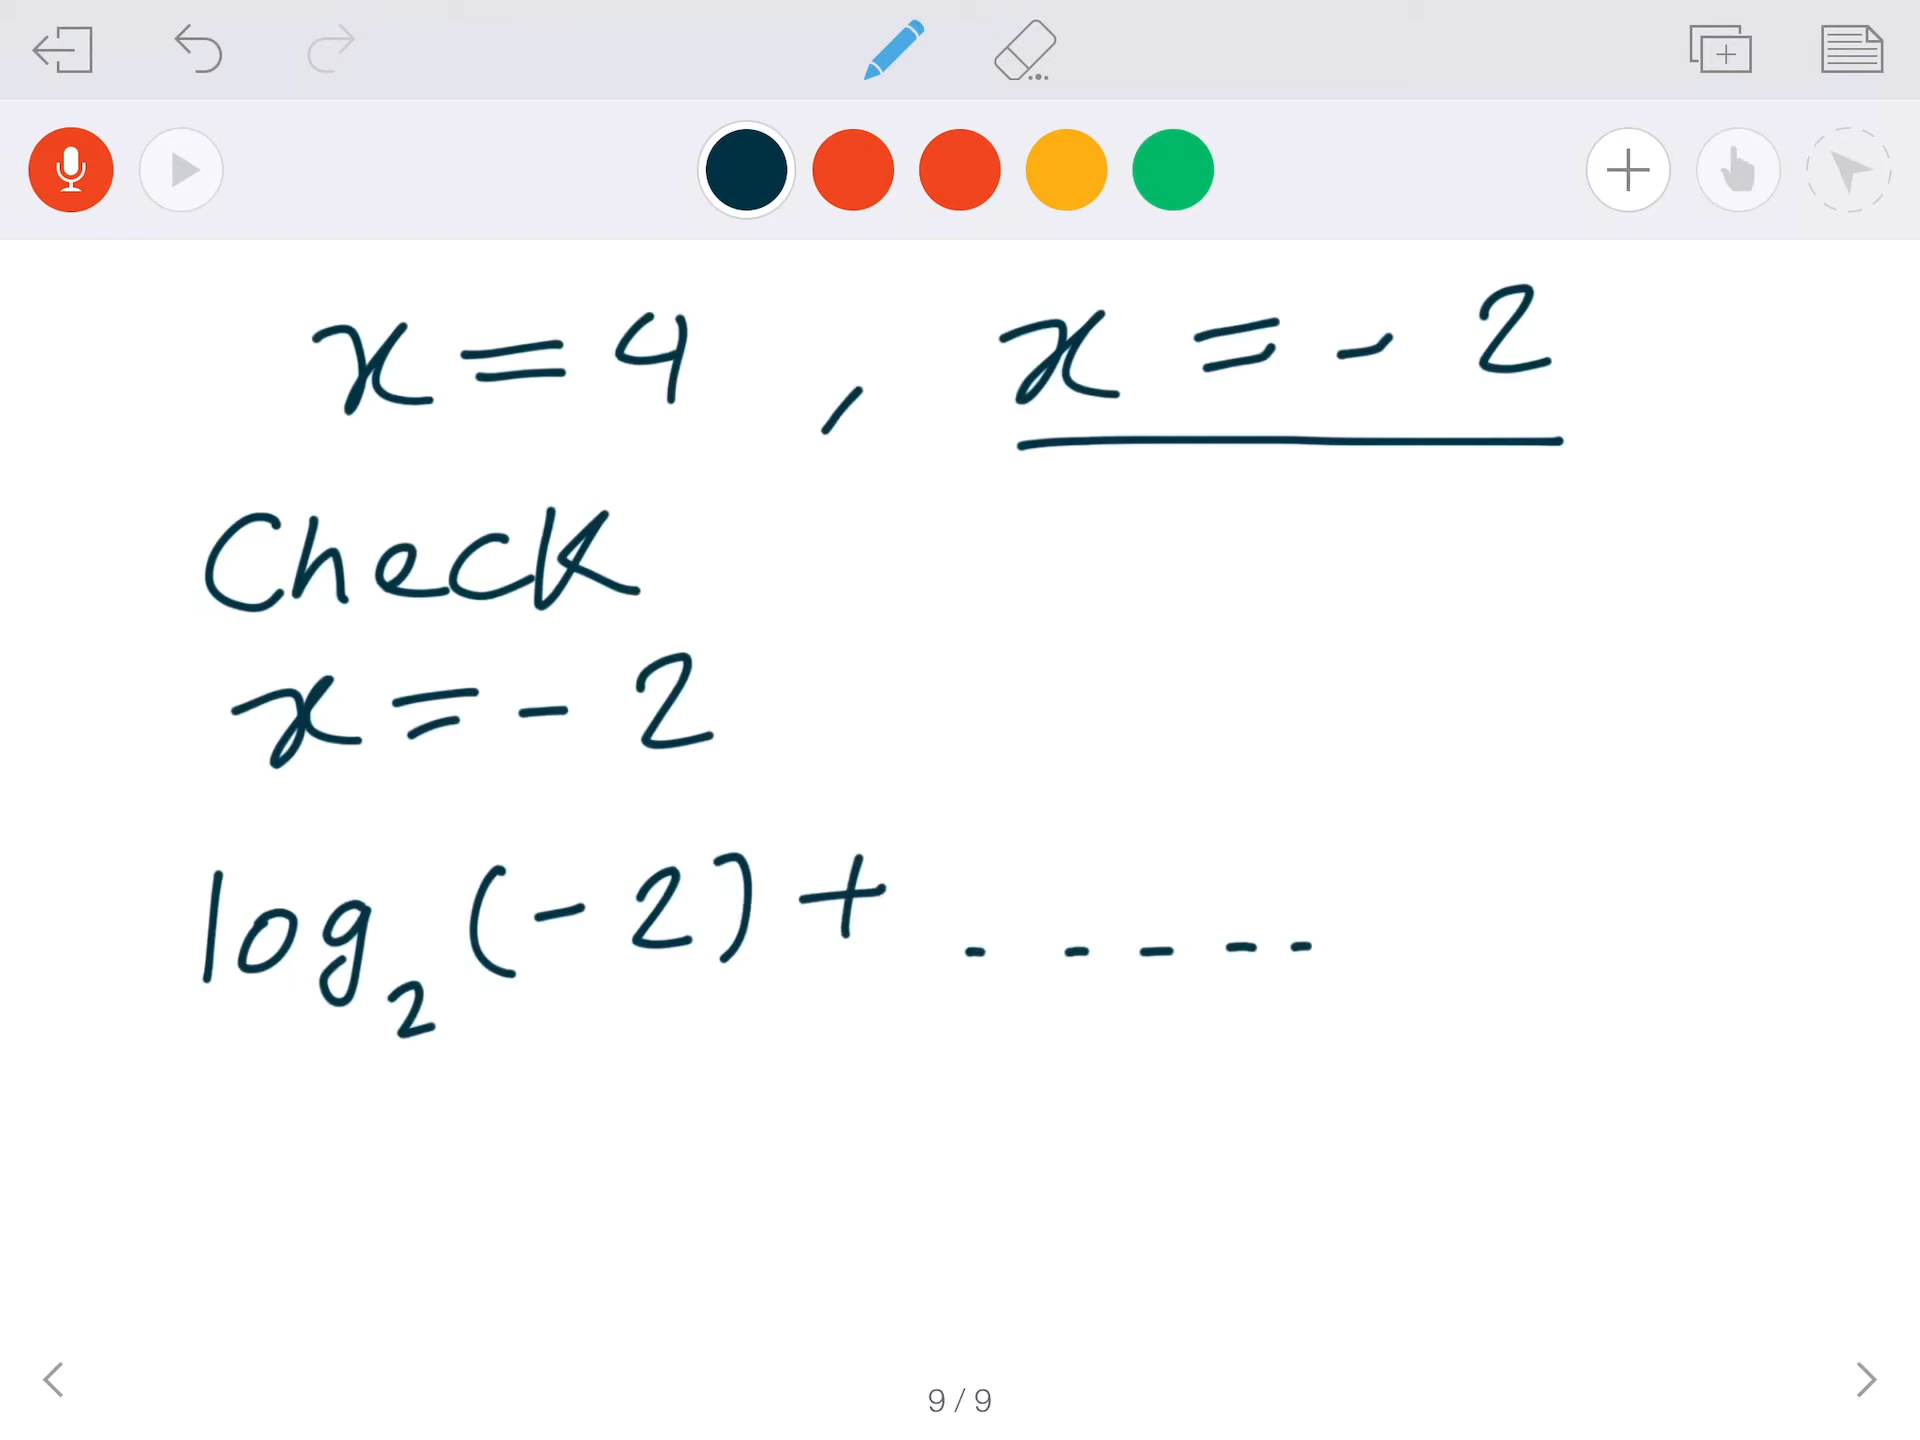 x = 4 , x = - 2
Check
x = - 2
log₂ (- 2) + - - - - -
9 / 9